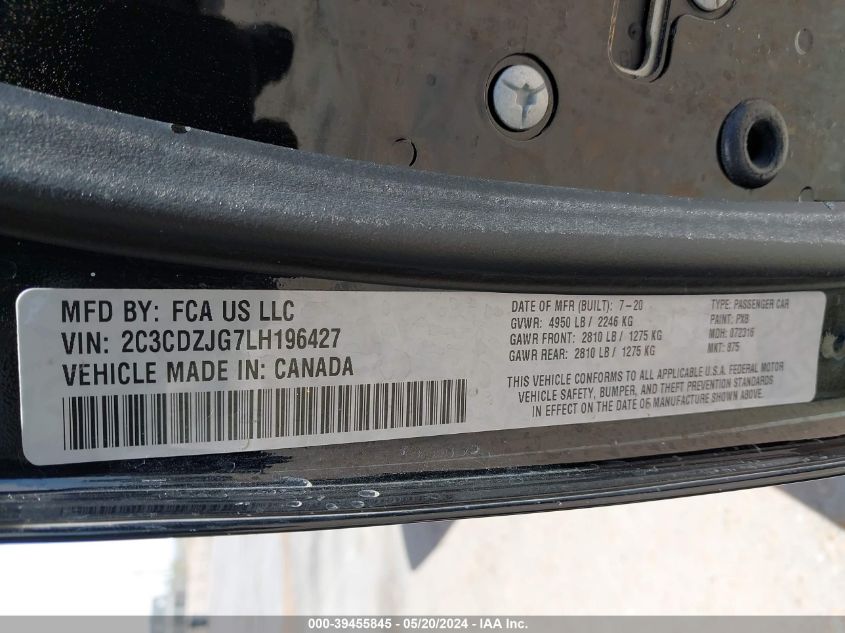 MFD BY: FCA US LLC
VIN: 2C3CDZJG7LH196427
VEHICLE MADE IN: CANADA
DATE OF MFR (BUILT): 7-20
GVWR: 4950 LB / 2246 KG
GAWR FRONT: 2810 LB / 1275 KG
GAWR REAR: 2810 LB / 1275 KG
TYPE: PASSENGER CAR
PAINT: PX8
MDH: 072316
MKT: 875
THIS VEHICLE CONFORMS TO ALL APPLICABLE U.S.A. FEDERAL MOTOR
VEHICLE SAFETY, BUMPER, AND THEFT PREVENTION STANDARDS
IN EFFECT ON THE DATE OF MANUFACTURE SHOWN ABOVE.
000-39455845 - 05/20/2024 - IAA Inc.